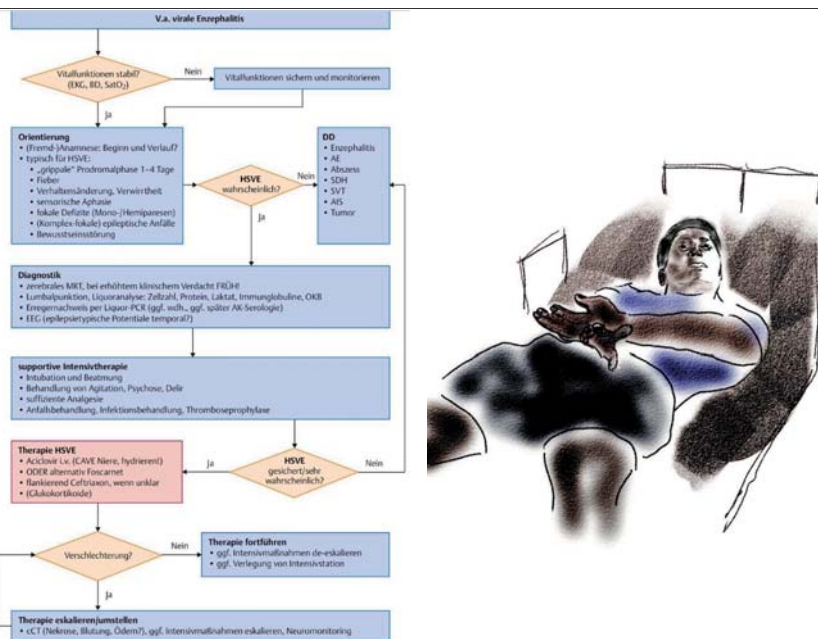 V.a. virale Enzephalitis
Vitalfunktionen stabil?
(EKG, BD, SatO₂)
Nein
Vitalfunktionen sichern und monitorieren
Ja
Orientierung
• (Fremd-)Anamnese: Beginn und Verlauf?
• typisch für HSVE:
• „grippale“ Prodromalphase 1–4 Tage
• Fieber
• Verhaltensänderung, Verwirrtheit
• sensorische Aphasie
• fokale Defizite (Mono-/Hemiparesen)
• (Komplex-fokale) epileptische Anfälle
• Bewusstseinsstörung
HSVE
wahrscheinlich?
Nein
Ja
DD
• Enzephalitis
• AE
• Abszess
• SDH
• SVT
• AIS
• Tumor
Diagnostik
• zerebrales MRT, bei erhöhtem klinischem Verdacht FRÜH!
• Lumbalpunktion, Liquoranalyse: Zellzahl, Protein, Laktat, Immunglobuline, OKB
• Erregernachweis per Liquor-PCR (ggf. wdh., ggf. später AK-Serologie)
• EEG (epilepsietypische Potentiale temporal?)
supportive Intensivtherapie
• Intubation und Beatmung
• Behandlung von Agitation, Psychose, Delir
• suffiziente Analgesie
• Anfallsbehandlung, Infektionsbehandlung, Thromboseprophylaxe
Therapie HSVE
• Aciclovir i.v. (CAVE Niere, hydrieren!)
• ODER alternativ Foscarnet
• flankierend Ceftriaxon, wenn unklar
• (Glukokortikoide)
Ja
HSVE
gesichert/sehr
wahrscheinlich?
Nein
Verschlechterung?
Nein
Therapie fortführen
• ggf. Intensivmaßnahmen de-eskalieren
• ggf. Verlegung von Intensivstation
Ja
Therapie eskalieren/umstellen
• cCT (Nekrose, Blutung, Ödem?), ggf. Intensivmaßnahmen eskalieren, Neuromonitoring